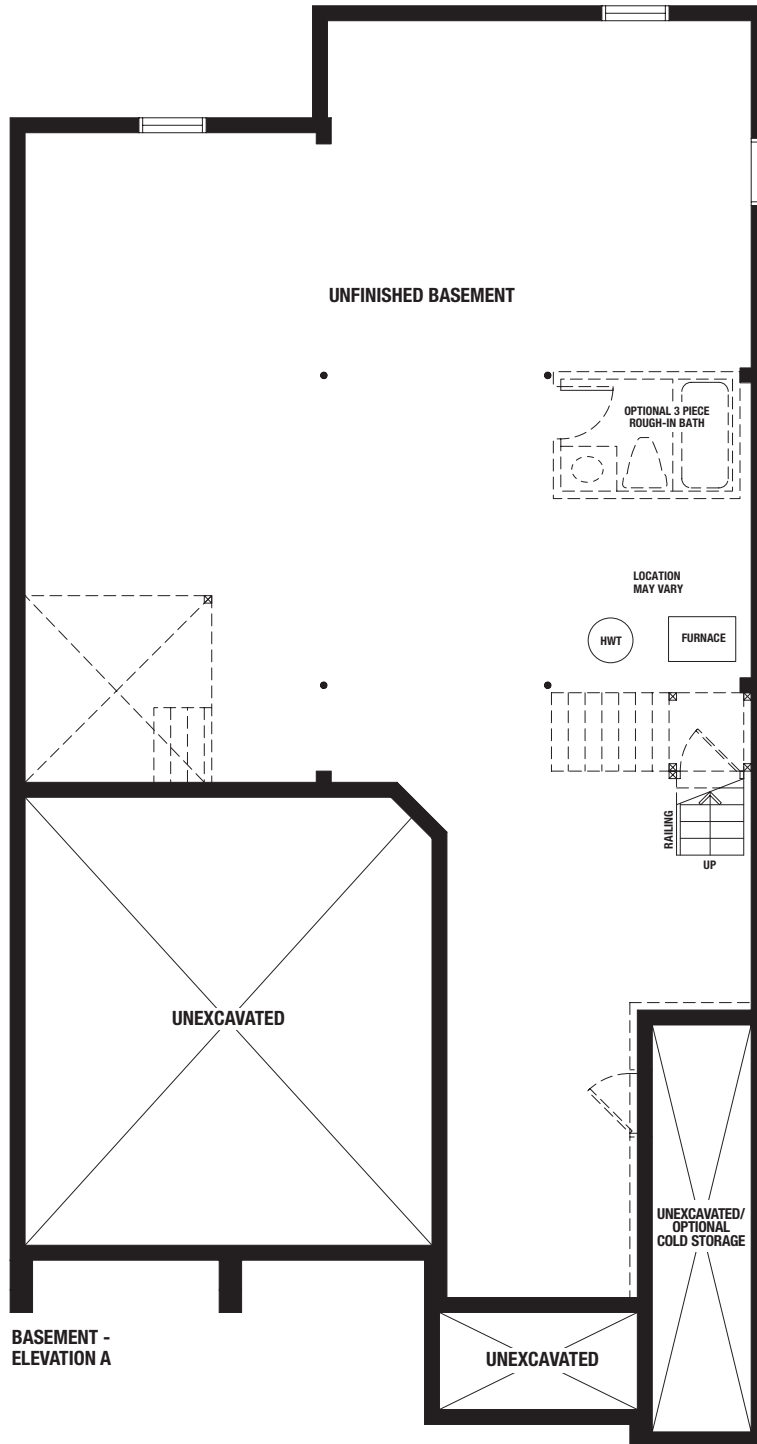 UNFINISHED BASEMENT
OPTIONAL 3 PIECE
ROUGH-IN BATH
LOCATION
MAY VARY
HWT
FURNACE
RAILING
UP
UNEXCAVATED
UNEXCAVATED/
OPTIONAL
COLD STORAGE
BASEMENT -
ELEVATION A
UNEXCAVATED